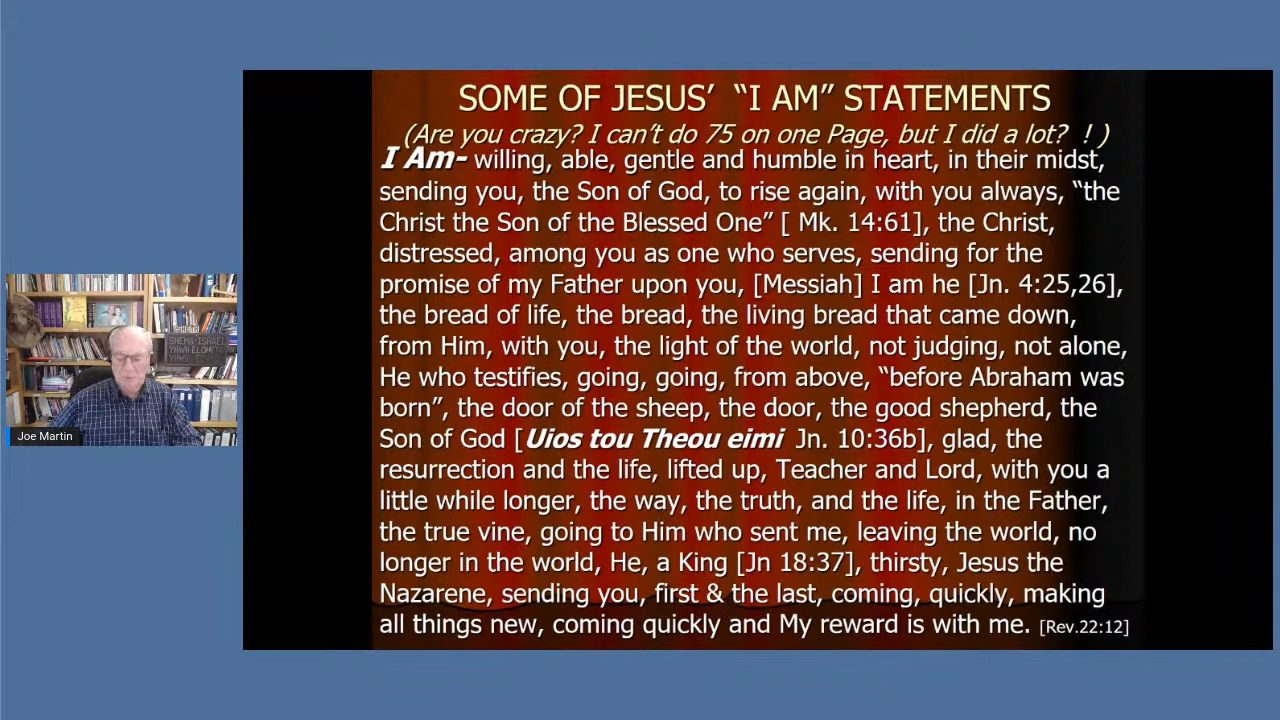 SOME OF JESUS’ “I AM” STATEMENTS
(Are you crazy? I can’t do 75 on one Page, but I did a lot? ! )
I Am- willing, able, gentle and humble in heart, in their midst,
sending you, the Son of God, to rise again, with you always, “the
Christ the Son of the Blessed One” [ Mk. 14:61], the Christ,
distressed, among you as one who serves, sending for the
promise of my Father upon you, [Messiah] I am he [Jn. 4:25,26],
the bread of life, the bread, the living bread that came down,
from Him, with you, the light of the world, not judging, not alone,
He who testifies, going, going, from above, “before Abraham was
born”, the door of the sheep, the door, the good shepherd, the
Son of God [Uios tou Theou eimi Jn. 10:36b], glad, the
resurrection and the life, lifted up, Teacher and Lord, with you a
little while longer, the way, the truth, and the life, in the Father,
the true vine, going to Him who sent me, leaving the world, no
longer in the world, He, a King [Jn 18:37], thirsty, Jesus the
Nazarene, sending you, first & the last, coming, quickly, making
all things new, coming quickly and My reward is with me. [Rev.22:12]
SHEMA ISRAEL
Joe Martin